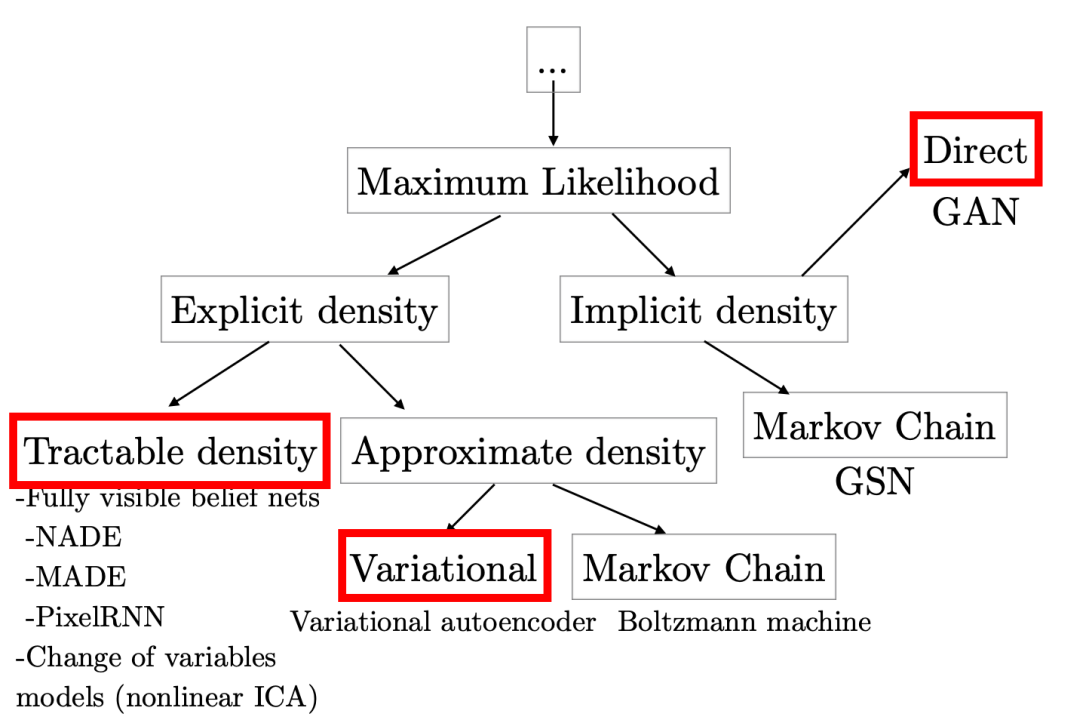 ...
Maximum Likelihood
Direct
GAN
Explicit density
Implicit density
Tractable density
Approximate density
Markov Chain
GSN
-Fully visible belief nets
-NADE
-MADE
-PixelRNN
-Change of variables
models (nonlinear ICA)
Variational
Variational autoencoder
Markov Chain
Boltzmann machine